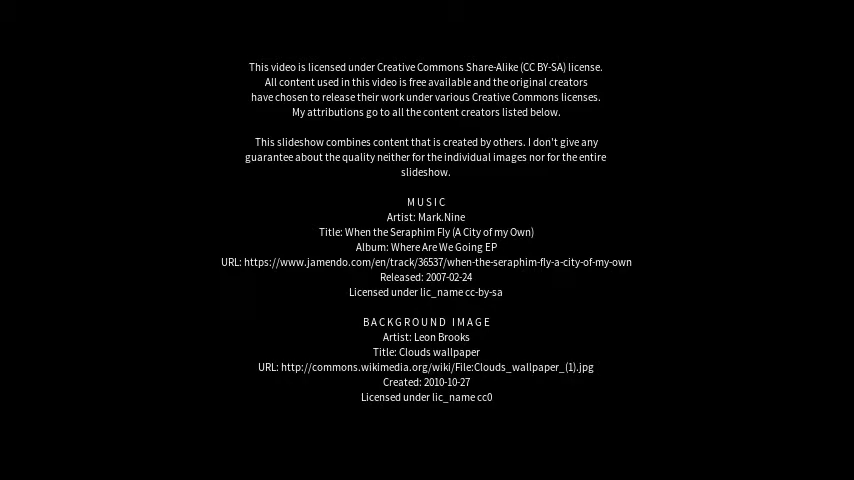 This video is licensed under Creative Commons Share-Alike (CC BY-SA) license.
All content used in this video is free available and the original creators
have chosen to release their work under various Creative Commons licenses.
My attributions go to all the content creators listed below.
This slideshow combines content that is created by others. I don't give any
guarantee about the quality neither for the individual images nor for the entire
slideshow.
MUSIC
Artist: Mark.Nine
Title: When the Seraphim Fly (A City of my Own)
Album: Where Are We Going EP
URL: https://www.jamendo.com/en/track/36537/when-the-seraphim-fly-a-city-of-my-own
Released: 2007-02-24
Licensed under lic_name cc-by-sa
BACKGROUND IMAGE
Artist: Leon Brooks
Title: Clouds wallpaper
URL: http://commons.wikimedia.org/wiki/File:Clouds_wallpaper_(1).jpg
Created: 2010-10-27
Licensed under lic_name cc0